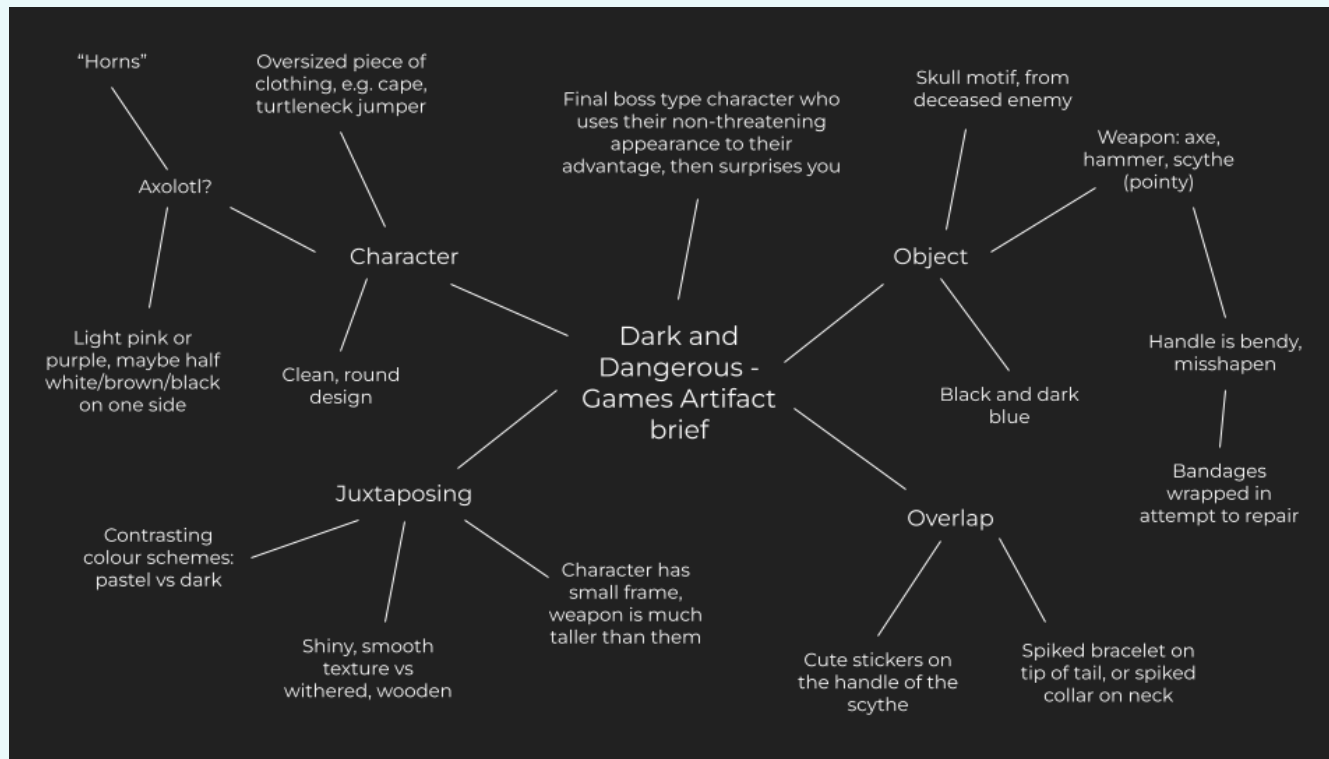 “Horns”
Oversized piece of
clothing, e.g. cape,
turtleneck jumper
Axolotl?
Character
Light pink or
purple, maybe half
white/brown/black
on one side
Clean, round
design
Final boss type character who
uses their non-threatening
appearance to their
advantage, then surprises you
Dark and
Dangerous -
Games Artifact
brief
Skull motif, from
deceased enemy
Weapon: axe,
hammer, scythe
(pointy)
Object
Handle is bendy,
misshapen
Black and dark
blue
Bandages
wrapped in
attempt to repair
Juxtaposing
Contrasting
colour schemes:
pastel vs dark
Shiny, smooth
texture vs
withered, wooden
Character has
small frame,
weapon is much
taller than them
Overlap
Cute stickers on
the handle of the
scythe
Spiked bracelet on
tip of tail, or spiked
collar on neck